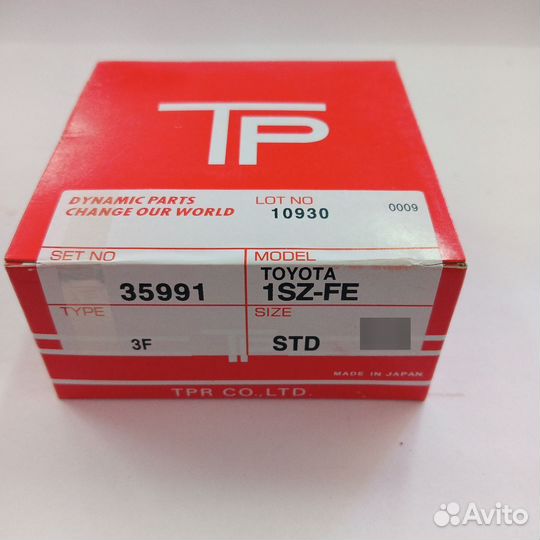 TP
DYNAMIC PARTS
CHANGE OUR WORLD
LOT NO
10930
0009
SET NO
35991
MODEL
TOYOTA
1SZ-FE
TYPE
3F
SIZE
STD
MADE IN JAPAN
TPR CO.,LTD.
Avito